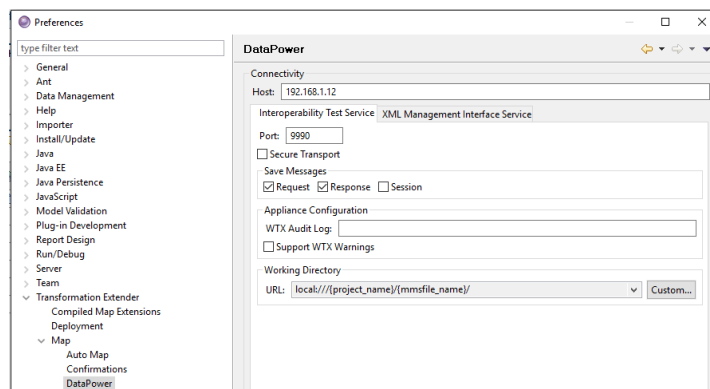 Preferences
type filter text
General
Ant
Data Management
Help
Importer
Install/Update
Java
Java EE
Java Persistence
JavaScript
Model Validation
Plug-in Development
Report Design
Run/Debug
Server
Team
Transformation Extender
Compiled Map Extensions
Deployment
Map
Auto Map
Confirmations
DataPower
DataPower
Connectivity
Host: 192.168.1.12
Interoperability Test Service XML Management Interface Service
Port: 9990
Secure Transport
Save Messages
Request Response Session
Appliance Configuration
WTX Audit Log:
Support WTX Warnings
Working Directory
URL: local:///{project_name}/{mmsfile_name}/ Custom...